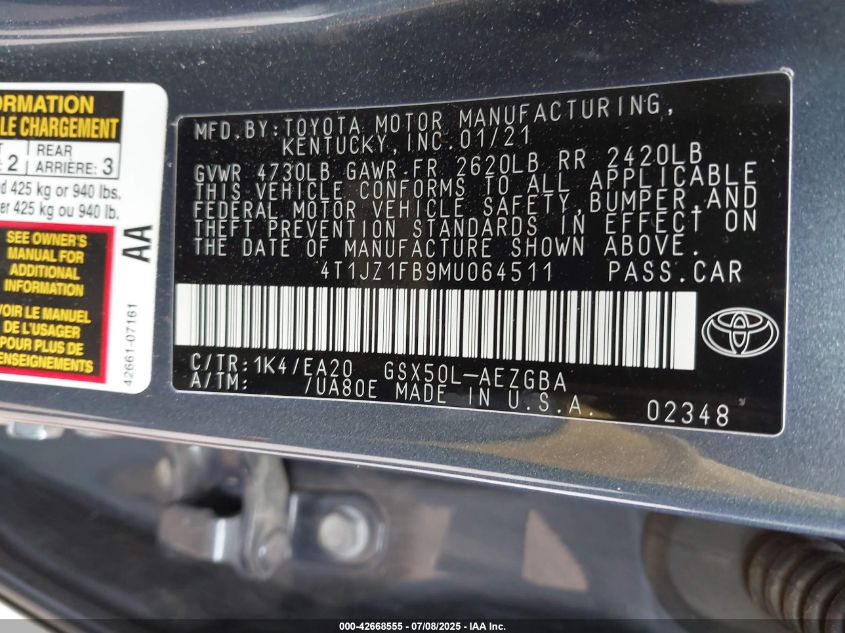 ORMATION
LE CHARGEMENT
2
REAR
ARRIÈRE: 3
425 kg or 940 lbs.
er 425 kg ou 940 lb.
SEE OWNER'S
MANUAL FOR
ADDITIONAL
INFORMATION
VOIR LE MANUEL
DE L'USAGER
POUR PLUS DE
RENSEIGNEMENTS
AA
42661-07161
MFD.BY:TOYOTA MOTOR MANUFACTURING,
KENTUCKY,INC.01/21
GVWR 4730LB GAWR FR 2620LB RR 2420LB
THIS VEHICLE CONFORMS TO ALL APPLICABLE
FEDERAL MOTOR VEHICLE SAFETY,BUMPER,AND
THEFT PREVENTION STANDARDS IN EFFECT ON
THE DATE OF MANUFACTURE SHOWN ABOVE.
4T1JZ1FB9MU064511 PASS.CAR
C/TR:1K4/EA20 GSX50L-AEZGBA
A/TM: 7UA80E MADE IN U.S.A.
02348
000-42668555 - 07/08/2025 - IAA Inc.